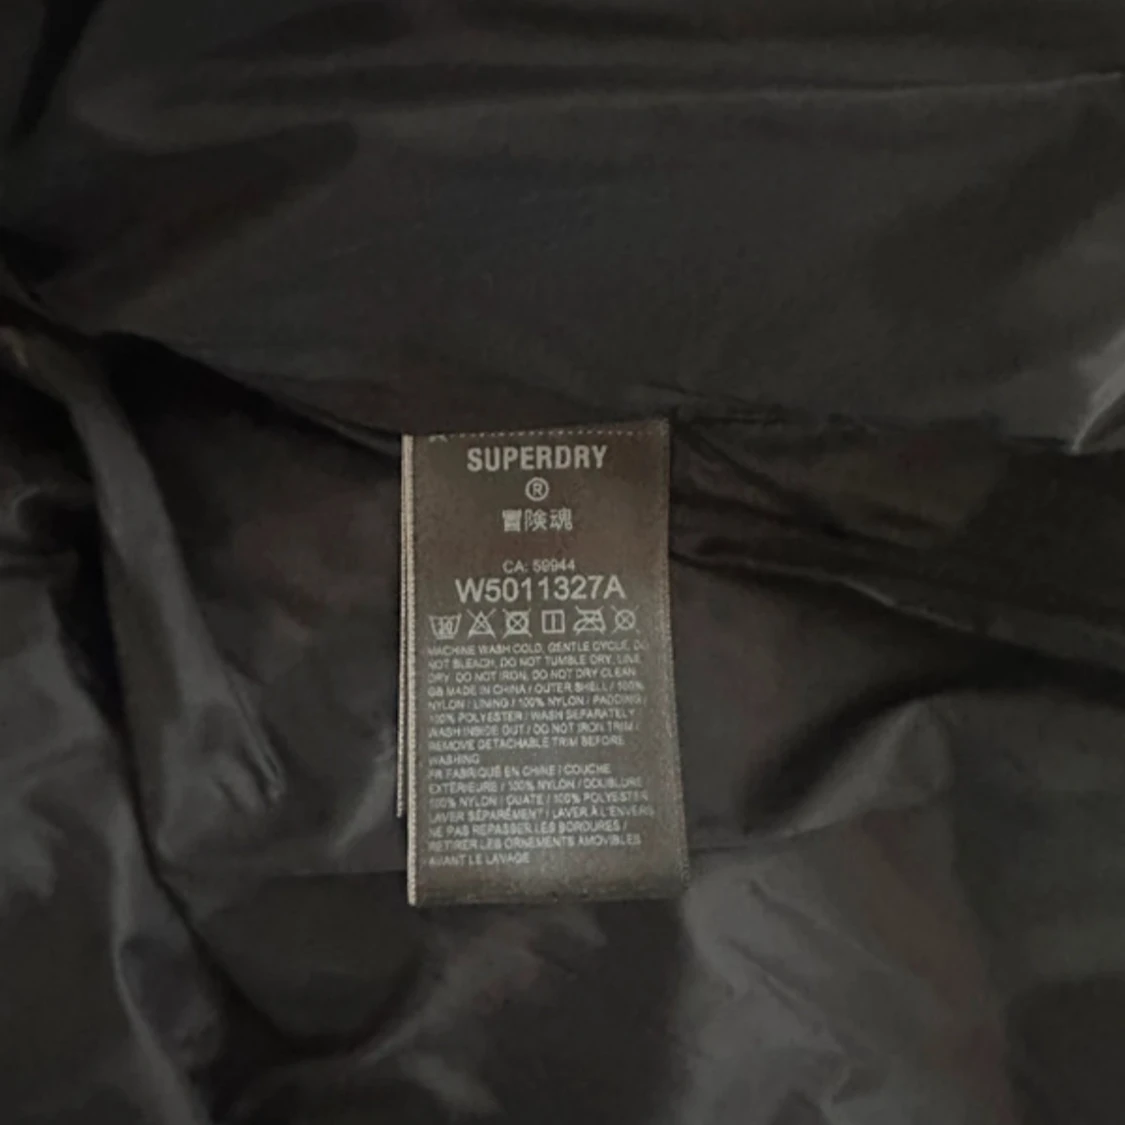 SUPERDRY
®
冒険魂
CA: 59944
W5011327A
30
MACHINE WASH COLD, GENTLE CYCLE, DO
NOT BLEACH, DO NOT TUMBLE DRY, LINE
DRY, DO NOT IRON, DO NOT DRY CLEAN
GB MADE IN CHINA / OUTER SHELL / 100%
NYLON / LINING / 100% NYLON / PADDING /
100% POLYESTER / WASH SEPARATELY
WASH INSIDE OUT / DO NOT IRON TRIM /
REMOVE DETACHABLE TRIM BEFORE
WASHING
FR FABRIQUÉ EN CHINE / COUCHE
EXTÉRIEURE / 100% NYLON / DOUBLURE
100% NYLON / OUATE / 100% POLYESTER
LAVER SÉPARÉMENT / LAVER À L'ENVERS
NE PAS REPASSER LES BORDURES /
RETIRER LES ORNEMENTS AMOVIBLES
AVANT LE LAVAGE